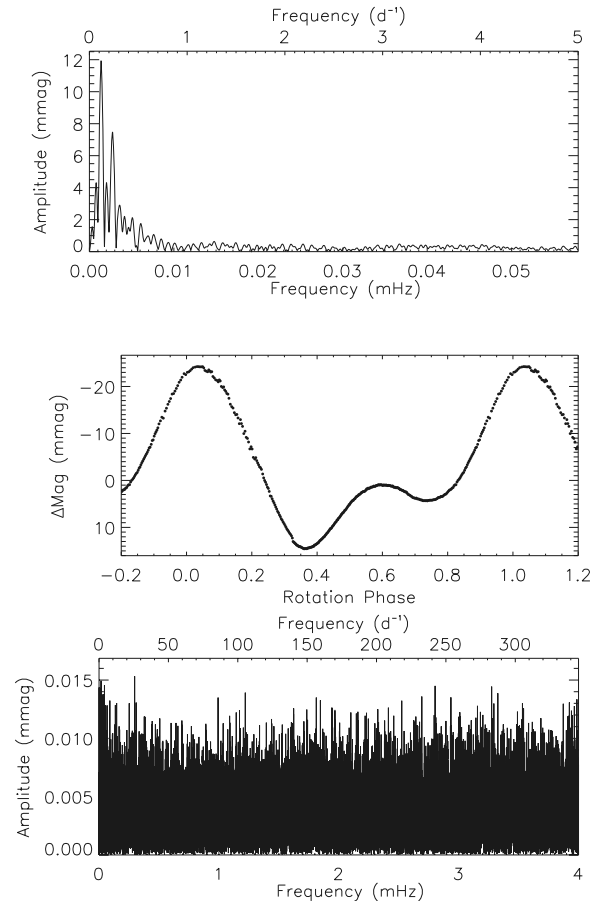 Frequency (d⁻¹)
0 1 2 3 4 5
12
10
8
6
4
2
0
Amplitude (mmag)
0.00 0.01 0.02 0.03 0.04 0.05
Frequency (mHz)
-20
-10
0
10
ΔMag (mmag)
-0.2 0.0 0.2 0.4 0.6 0.8 1.0 1.2
Rotation Phase
Frequency (d⁻¹)
0 50 100 150 200 250 300
0.015
0.010
0.005
0.000
Amplitude (mmag)
0 1 2 3 4
Frequency (mHz)